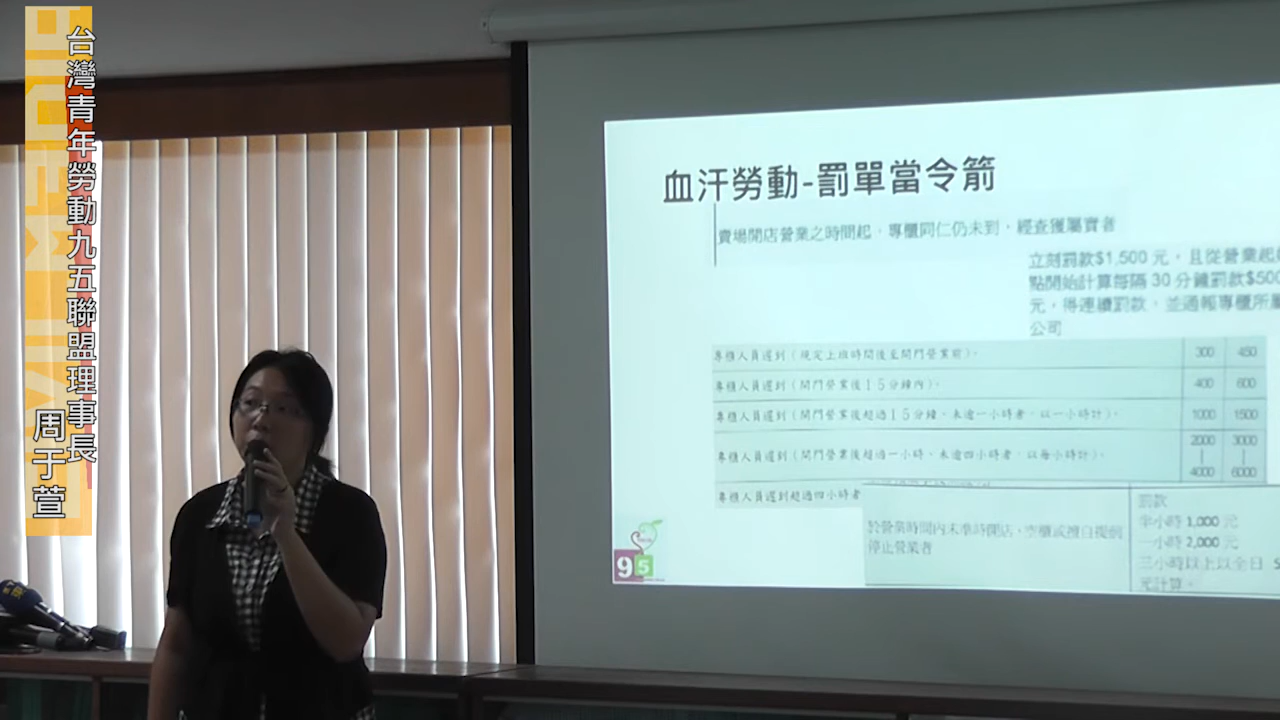 台灣青年勞動九五聯盟理事長
周于萱
血汗勞動-罰單當令箭
賣場開店營業之時間起，專櫃同仁仍未到，經查獲屬實者
立刻罰款$1,500 元，且從營業起
點開始計算每隔 30 分鐘罰款$500
元，得連續罰款，並通報專櫃所屬
公司
專櫃人員遲到(規定上班時間後至開門營業前)。 300 450
專櫃人員遲到(開門營業後15分鐘內)。 400 600
專櫃人員遲到(開門營業後超過15分鐘，未逾一小時者，以一小時計)。 1000 1500
專櫃人員遲到(開門營業後超過一小時，未逾四小時者，以每小時計)。 2000 | 4000 3000 | 6000
專櫃人員遲到超過四小時者
於營業時間內未準時開店、空櫃或擅自提前
停止營業者
罰款
半小時 1,000 元
一小時 2,000 元
三小時以上以全日 5
元計算。
95